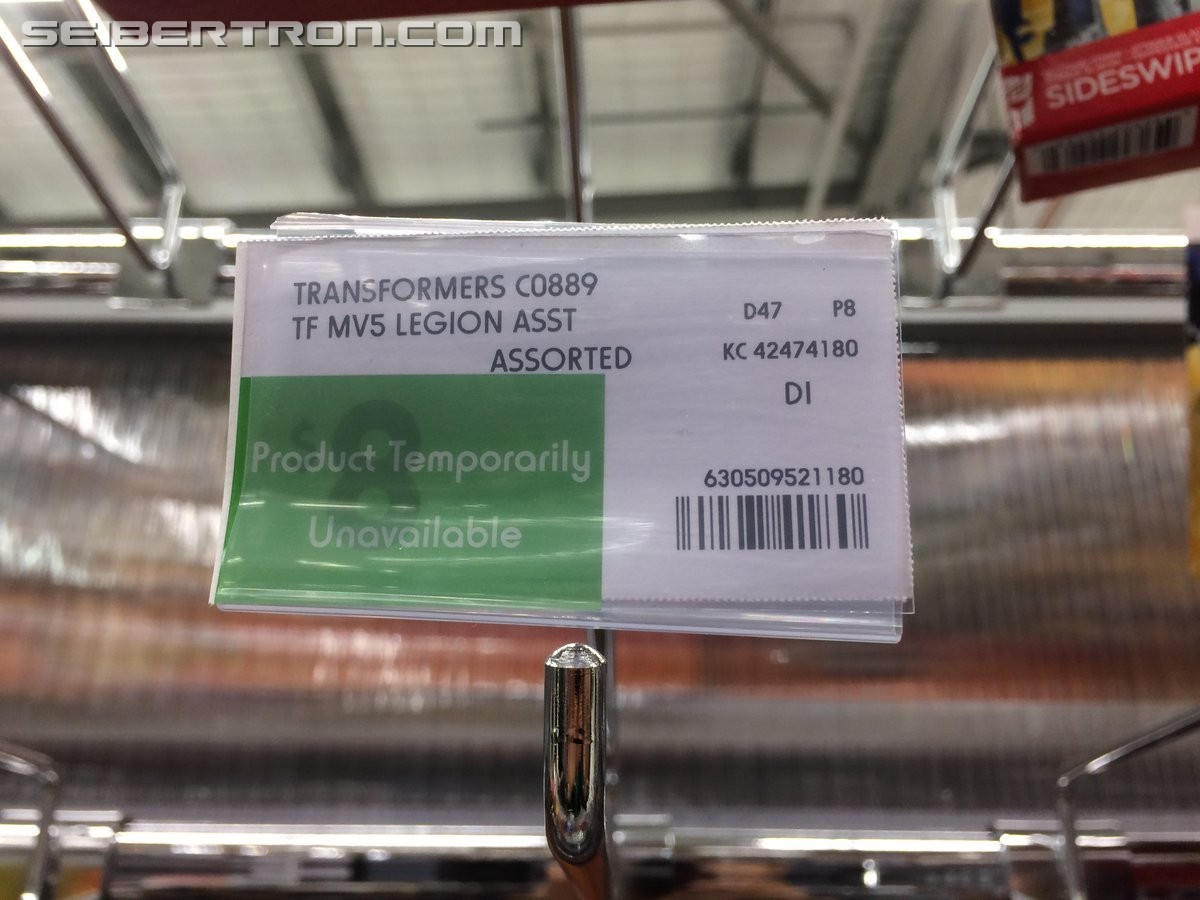 SEIBERTRON.COM
SIDESWIP
TRANSFORMERS C0889
TF MV5 LEGION ASST
ASSORTED
D47 P8
KC 42474180
DI
$8
Product Temporarily
Unavailable
630509521180